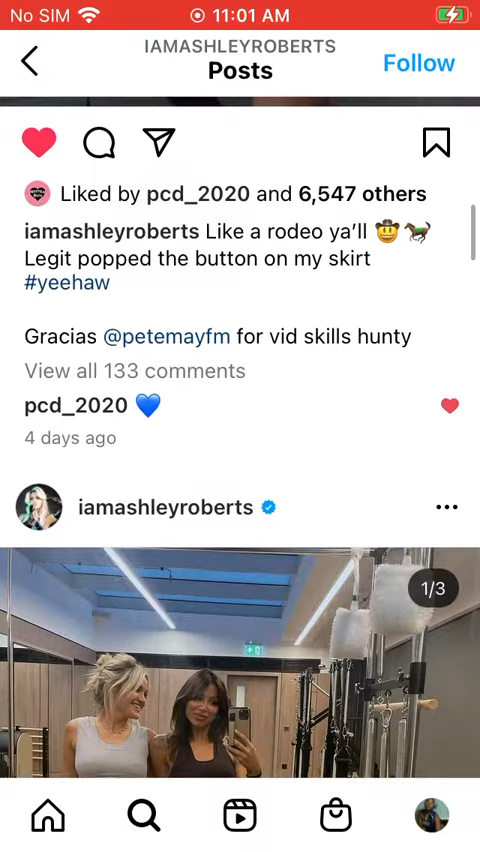 No SIM 11:01 AM
IAMASHLEYROBERTS
Posts
Follow
Liked by pcd_2020 and 6,547 others
iamashleyroberts Like a rodeo ya’ll 🤠 🐎
Legit popped the button on my skirt
#yeehaw
Gracias @petemayfm for vid skills hunty
View all 133 comments
pcd_2020 💙
4 days ago
iamashleyroberts
1/3